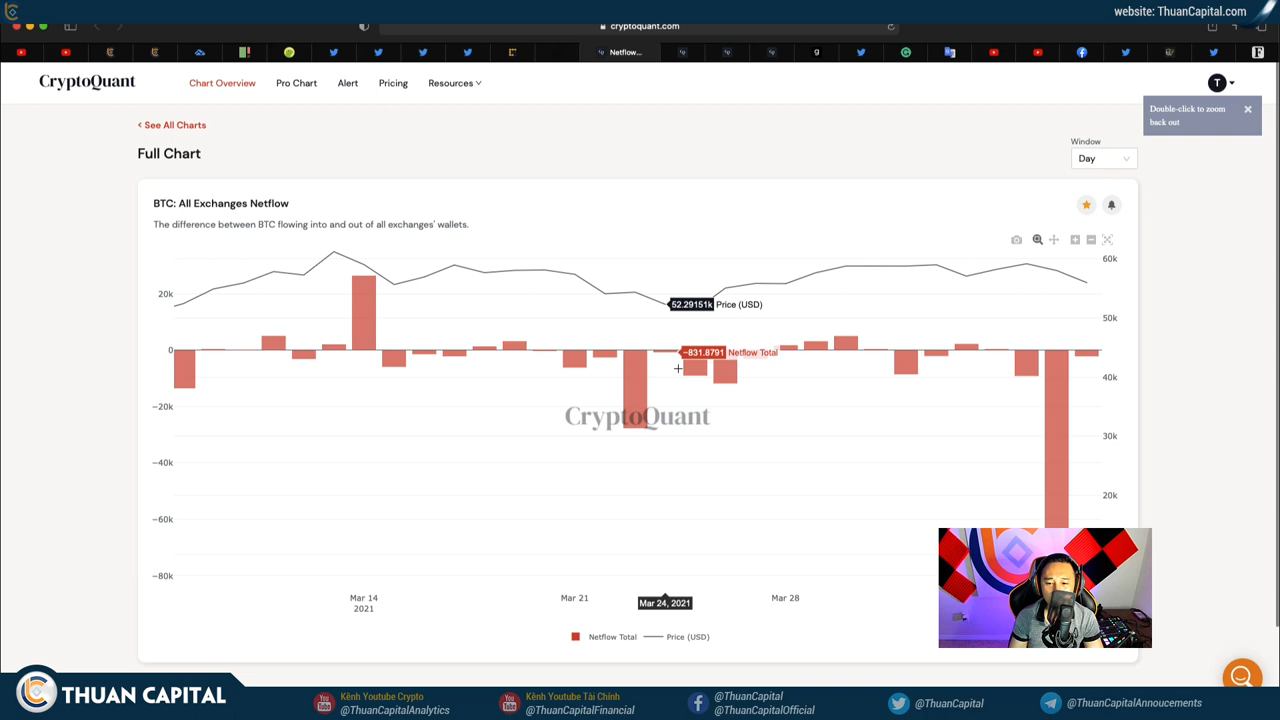 website: ThuanCapital.com
cryptoquant.com
Netflow...
CryptoQuant
Chart Overview
Pro Chart
Alert
Pricing
Resources
T
Double-click to zoom
back out
< See All Charts
Full Chart
Window
Day
BTC: All Exchanges Netflow
The difference between BTC flowing into and out of all exchanges' wallets.
20k
0
−20k
−40k
−60k
−80k
60k
50k
40k
30k
20k
52.29151k Price (USD)
−831.8791 Netflow Total
CryptoQuant
Mar 14
2021
Mar 21
Mar 24, 2021
Mar 28
Netflow Total
Price (USD)
THUAN CAPITAL
Kênh Youtube Crypto
@ThuanCapitalAnalytics
Kênh Youtube Tài Chính
@ThuanCapitalFinancial
@ThuanCapital
@ThuanCapitalOfficial
@ThuanCapital
@ThuanCapitalAnnoucements